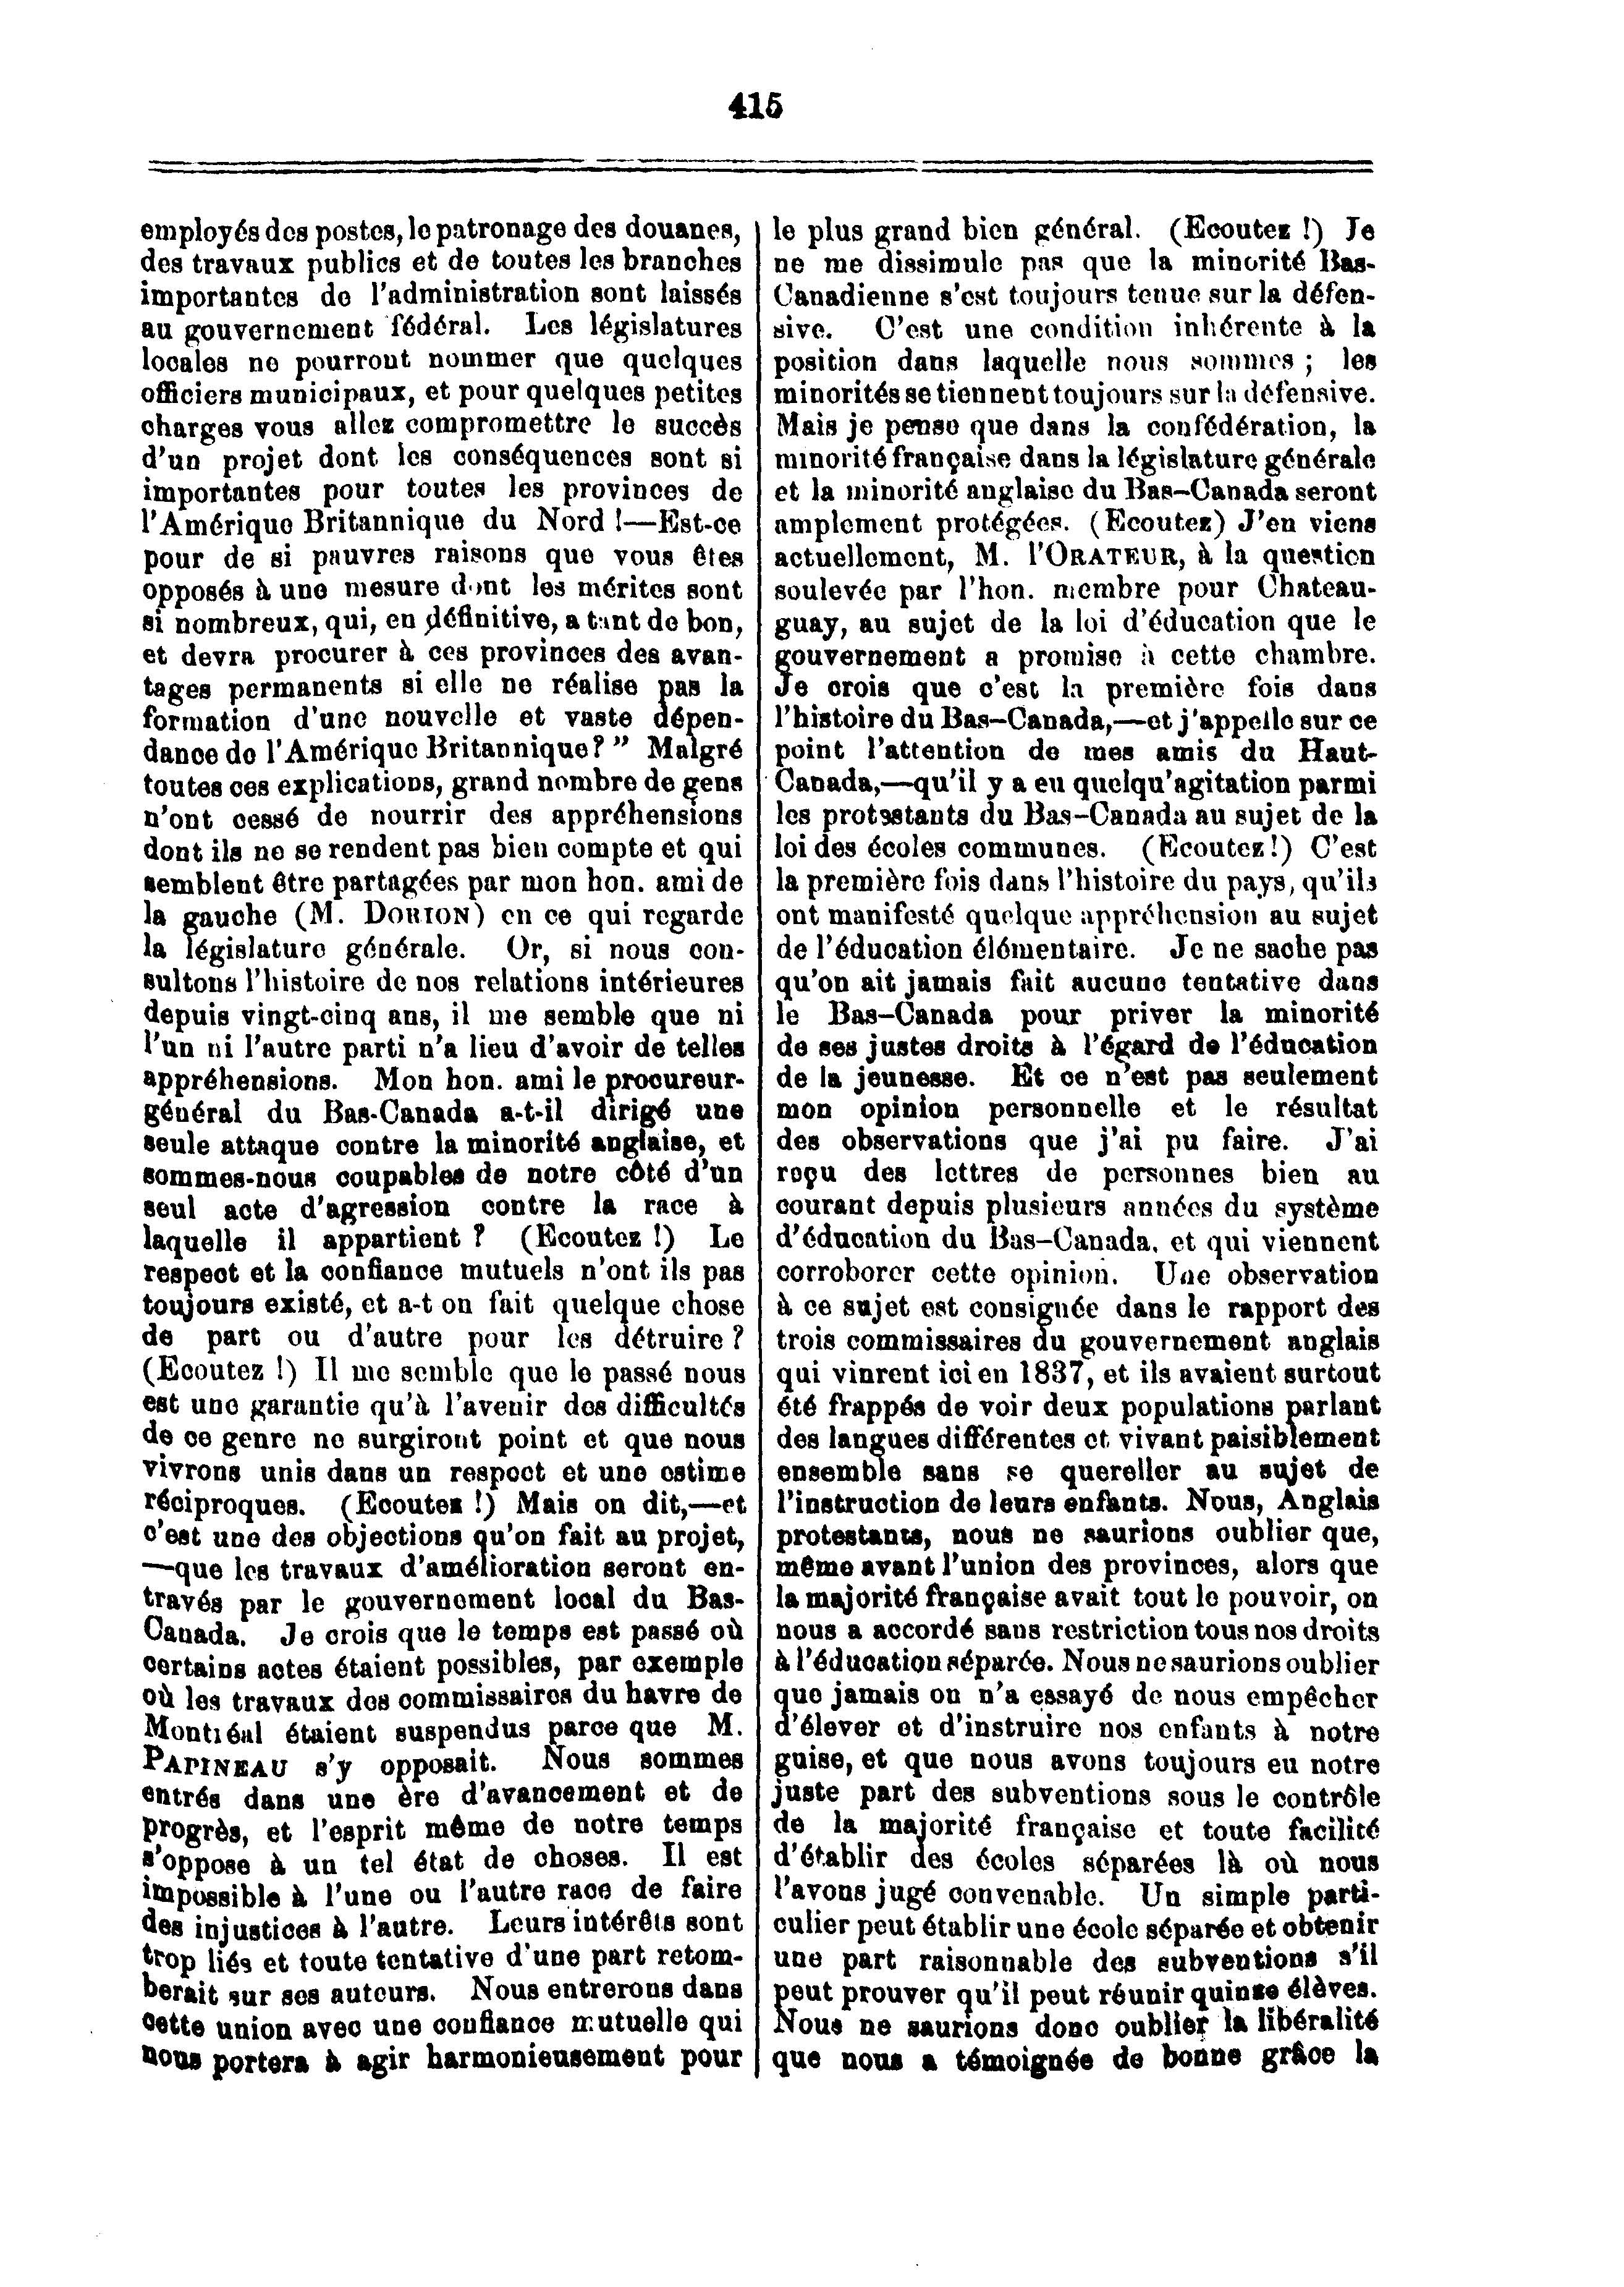 415
employés des postes, le patronage des douanes,
des travaux publics et de toutes les branches
importantes de l'administration sont laissés
au gouvernement fédéral. Les législatures
locales ne pourront nommer que quelques
officiers municipaux, et pour quelques petites
charges vous allez compromettre le succès
d'un projet dont les conséquences sont si
importantes pour toutes les provinces de
l'Amérique Britannique du Nord !—Est-ce
pour de si pauvres raisons que vous êtes
opposés à une mesure dont les mérites sont
si nombreux, qui, en définitive, a tant de bon,
et devra procurer à ces provinces des avan-
tages permanents si elle ne réalise pas la
formation d'une nouvelle et vaste dépen-
dance de l'Amérique Britannique? " Malgré
toutes ces explications, grand nombre de gens
n'ont cessé de nourrir des appréhensions
dont ils ne se rendent pas bien compte et qui
semblent être partagées par mon hon. ami de
la gauche (M. DORION) en ce qui regarde
la législature générale. Or, si nous con-
sultons l'histoire de nos relations intérieures
depuis vingt-cinq ans, il me semble que ni
l'un ni l'autre parti n'a lieu d'avoir de telles
appréhensions. Mon hon. ami le procureur-
général du Bas-Canada a-t-il dirigé une
seule attaque contre la minorité anglaise, et
sommes-nous coupables de notre côté d'un
seul acte d'agression contre la race à
laquelle il appartient ? (Ecoutez !) Le
respect et la confiance mutuels n'ont ils pas
toujours existé, et a-t on fait quelque chose
de part ou d'autre pour les détruire ?
(Ecoutez !) Il me semble que le passé nous
est une garantie qu'à l'avenir des difficultés
de ce genre ne surgiront point et que nous
vivrons unis dans un respect et une estime
réciproques. (Ecoutez !) Mais on dit,—et
c'est une des objections qu'on fait au projet,
—que les travaux d'amélioration seront en-
través par le gouvernement local du Bas-
Canada. Je crois que le temps est passé où
certains actes étaient possibles, par exemple
où les travaux des commissaires du havre de
Montréal étaient suspendus parce que M.
PAPINEAU s'y opposait. Nous sommes
entrés dans une ère d'avancement et de
progrès, et l'esprit même de notre temps
s'oppose à un tel état de choses. Il est
impossible à l'une ou l'autre race de faire
des injustices à l'autre. Leurs intérêts sont
trop liés et toute tentative d'une part retom-
berait sur ses auteurs. Nous entrerons dans
cette union avec une confiance mutuelle qui
nous portera à agir harmonieusement pour
le plus grand bien général. (Ecoutez !) Je
ne me dissimule pas que la minorité Bas-
Canadienne s'est toujours tenue sur la défen-
sive. C'est une condition inhérente à la
position dans laquelle nous sommes ; les
minorités se tiennent toujours sur la défensive.
Mais je pense que dans la confédération, la
minorité française dans la législature générale
et la minorité anglaise du Bas-Canada seront
amplement protégées. (Ecoutez) J'en viens
actuellement, M. l'ORATEUR, à la question
soulevée par l'hon. membre pour Chateau-
guay, au sujet de la loi d'éducation que le
gouvernement a promise à cette chambre.
Je crois que c'est la première fois dans
l'histoire du Bas-Canada,—et j'appelle sur ce
point l'attention de mes amis du Haut-
Canada,—qu'il y a eu quelqu'agitation parmi
les protestants du Bas-Canada au sujet de la
loi des écoles communes. (Ecoutez!) C'est
la première fois dans l'histoire du pays, qu'ils
ont manifesté quelque appréhension au sujet
de l'éducation élémentaire. Je ne sache pas
qu'on ait jamais fait aucune tentative dans
le Bas-Canada pour priver la minorité
de ses justes droits à l'égard de l'éducation
de la jeunesse. Et ce n'est pas seulement
mon opinion personnelle et le résultat
des observations que j'ai pu faire. J'ai
reçu des lettres de personnes bien au
courant depuis plusieurs années du système
d'éducation du Bas-Canada, et qui viennent
corroborer cette opinion. Une observation
à ce sujet est consignée dans le rapport des
trois commissaires du gouvernement anglais
qui vinrent ici en 1837, et ils avaient surtout
été frappés de voir deux populations parlant
des langues différentes et vivant paisiblement
ensemble sans se quereller au sujet de
l'instruction de leurs enfants. Nous, Anglais
protestants, nous ne saurions oublier que,
même avant l'union des provinces, alors que
la majorité française avait tout le pouvoir, on
nous a accordé sans restriction tous nos droits
à l'éducation séparée. Nous ne saurions oublier
que jamais on n'a essayé de nous empêcher
d'élever et d'instruire nos enfants à notre
guise, et que nous avons toujours eu notre
juste part des subventions sous le contrôle
de la majorité française et toute facilité
d'établir des écoles séparées là où nous
l'avons jugé convenable. Un simple parti-
culier peut établir une école séparée et obtenir
une part raisonnable des subventions s'il
peut prouver qu'il peut réunir quinze élèves.
Nous ne saurions donc oublier la libéralité
que nous a témoignée de bonne grâce la